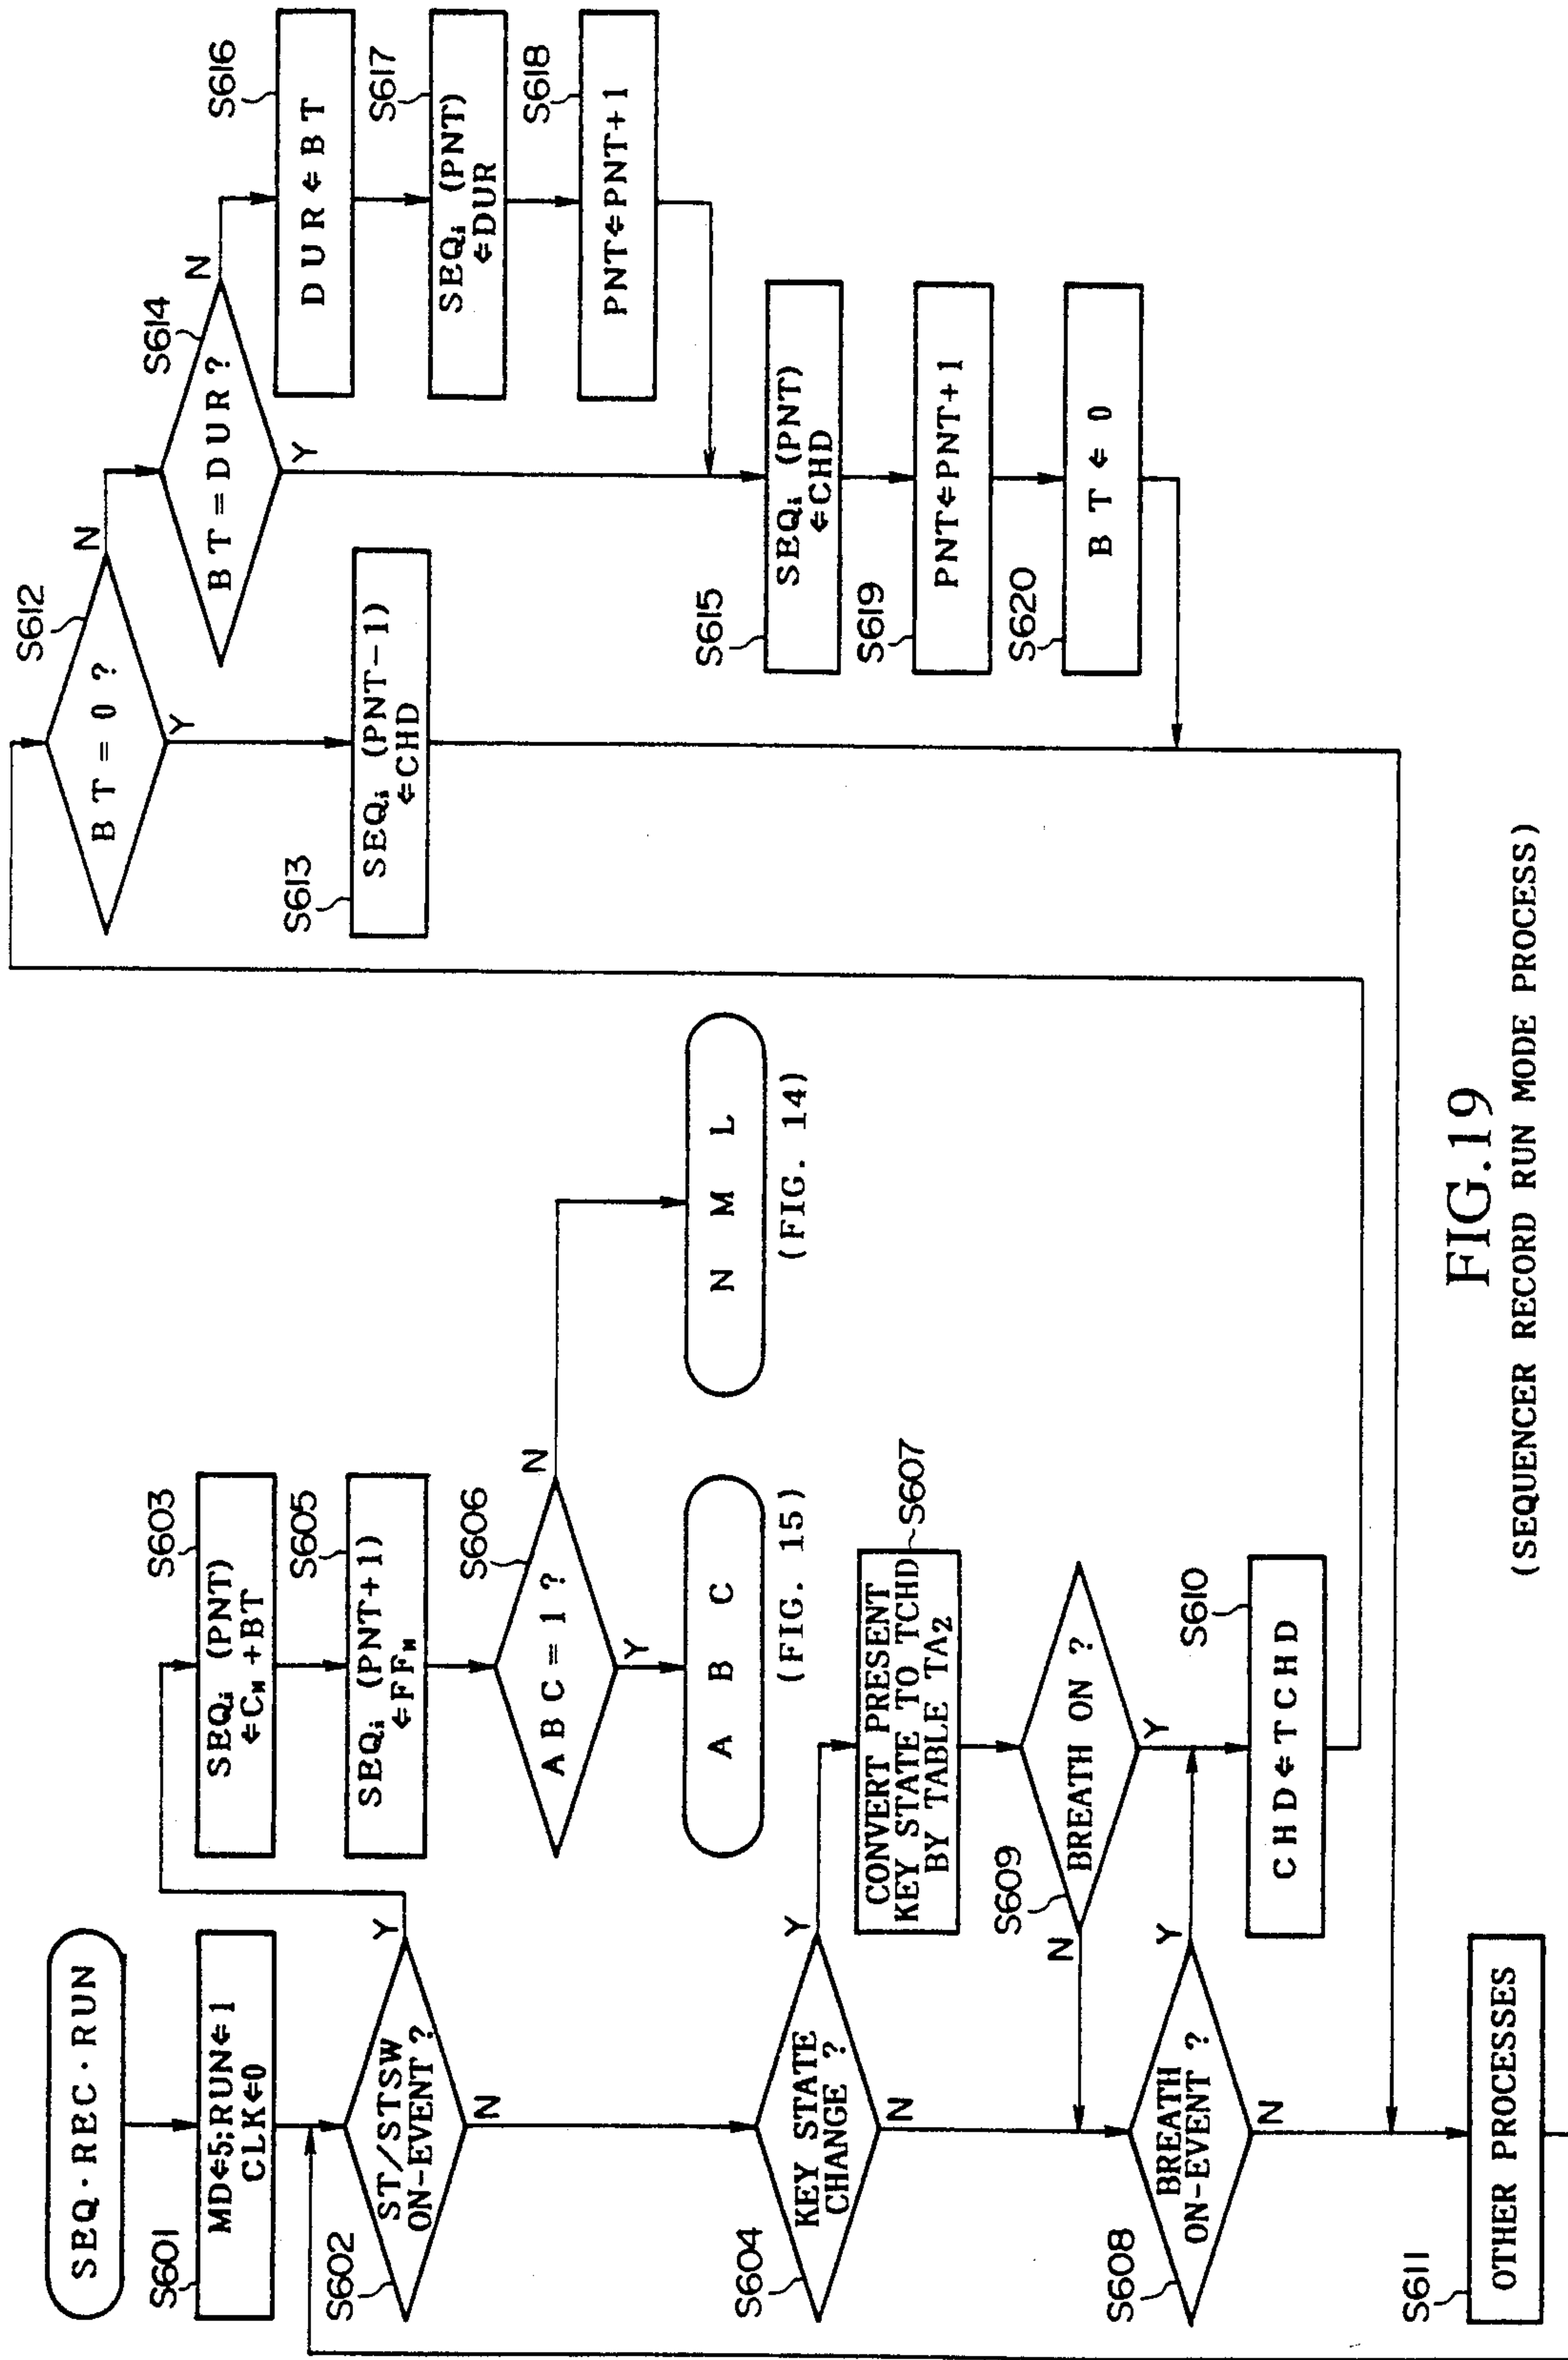 SEQ·REC·RUN
S601
MD⇐5;RUN⇐1
CLK⇐0
S602
ST/STSW
ON-EVENT?
Y
N
S603
SEQi (PNT)
⇐CH+BT
S605
SEQi (PNT+1)
⇐FFH
S606
ABC=1?
N
Y
A B C
(FIG. 15)
N M L
(FIG. 14)
S604
KEY STATE
CHANGE ?
Y
N
S607
CONVERT PRESENT
KEY STATE TO TCHD
BY TABLE TA2
S609
BREATH ON ?
N
Y
S608
BREATH
ON-EVENT ?
Y
N
S610
CHD⇐TCHD
S611
OTHER PROCESSES
S612
BT=0?
N
Y
S613
SEQi (PNT-1)
⇐CHD
S614
BT=DUR?
N
Y
S616
DUR⇐BT
S617
SEQi (PNT)
⇐DUR
S618
PNT⇐PNT+1
S615
SEQi (PNT)
⇐CHD
S619
PNT⇐PNT+1
S620
BT⇐0
FIG.19
(SEQUENCER RECORD RUN MODE PROCESS)